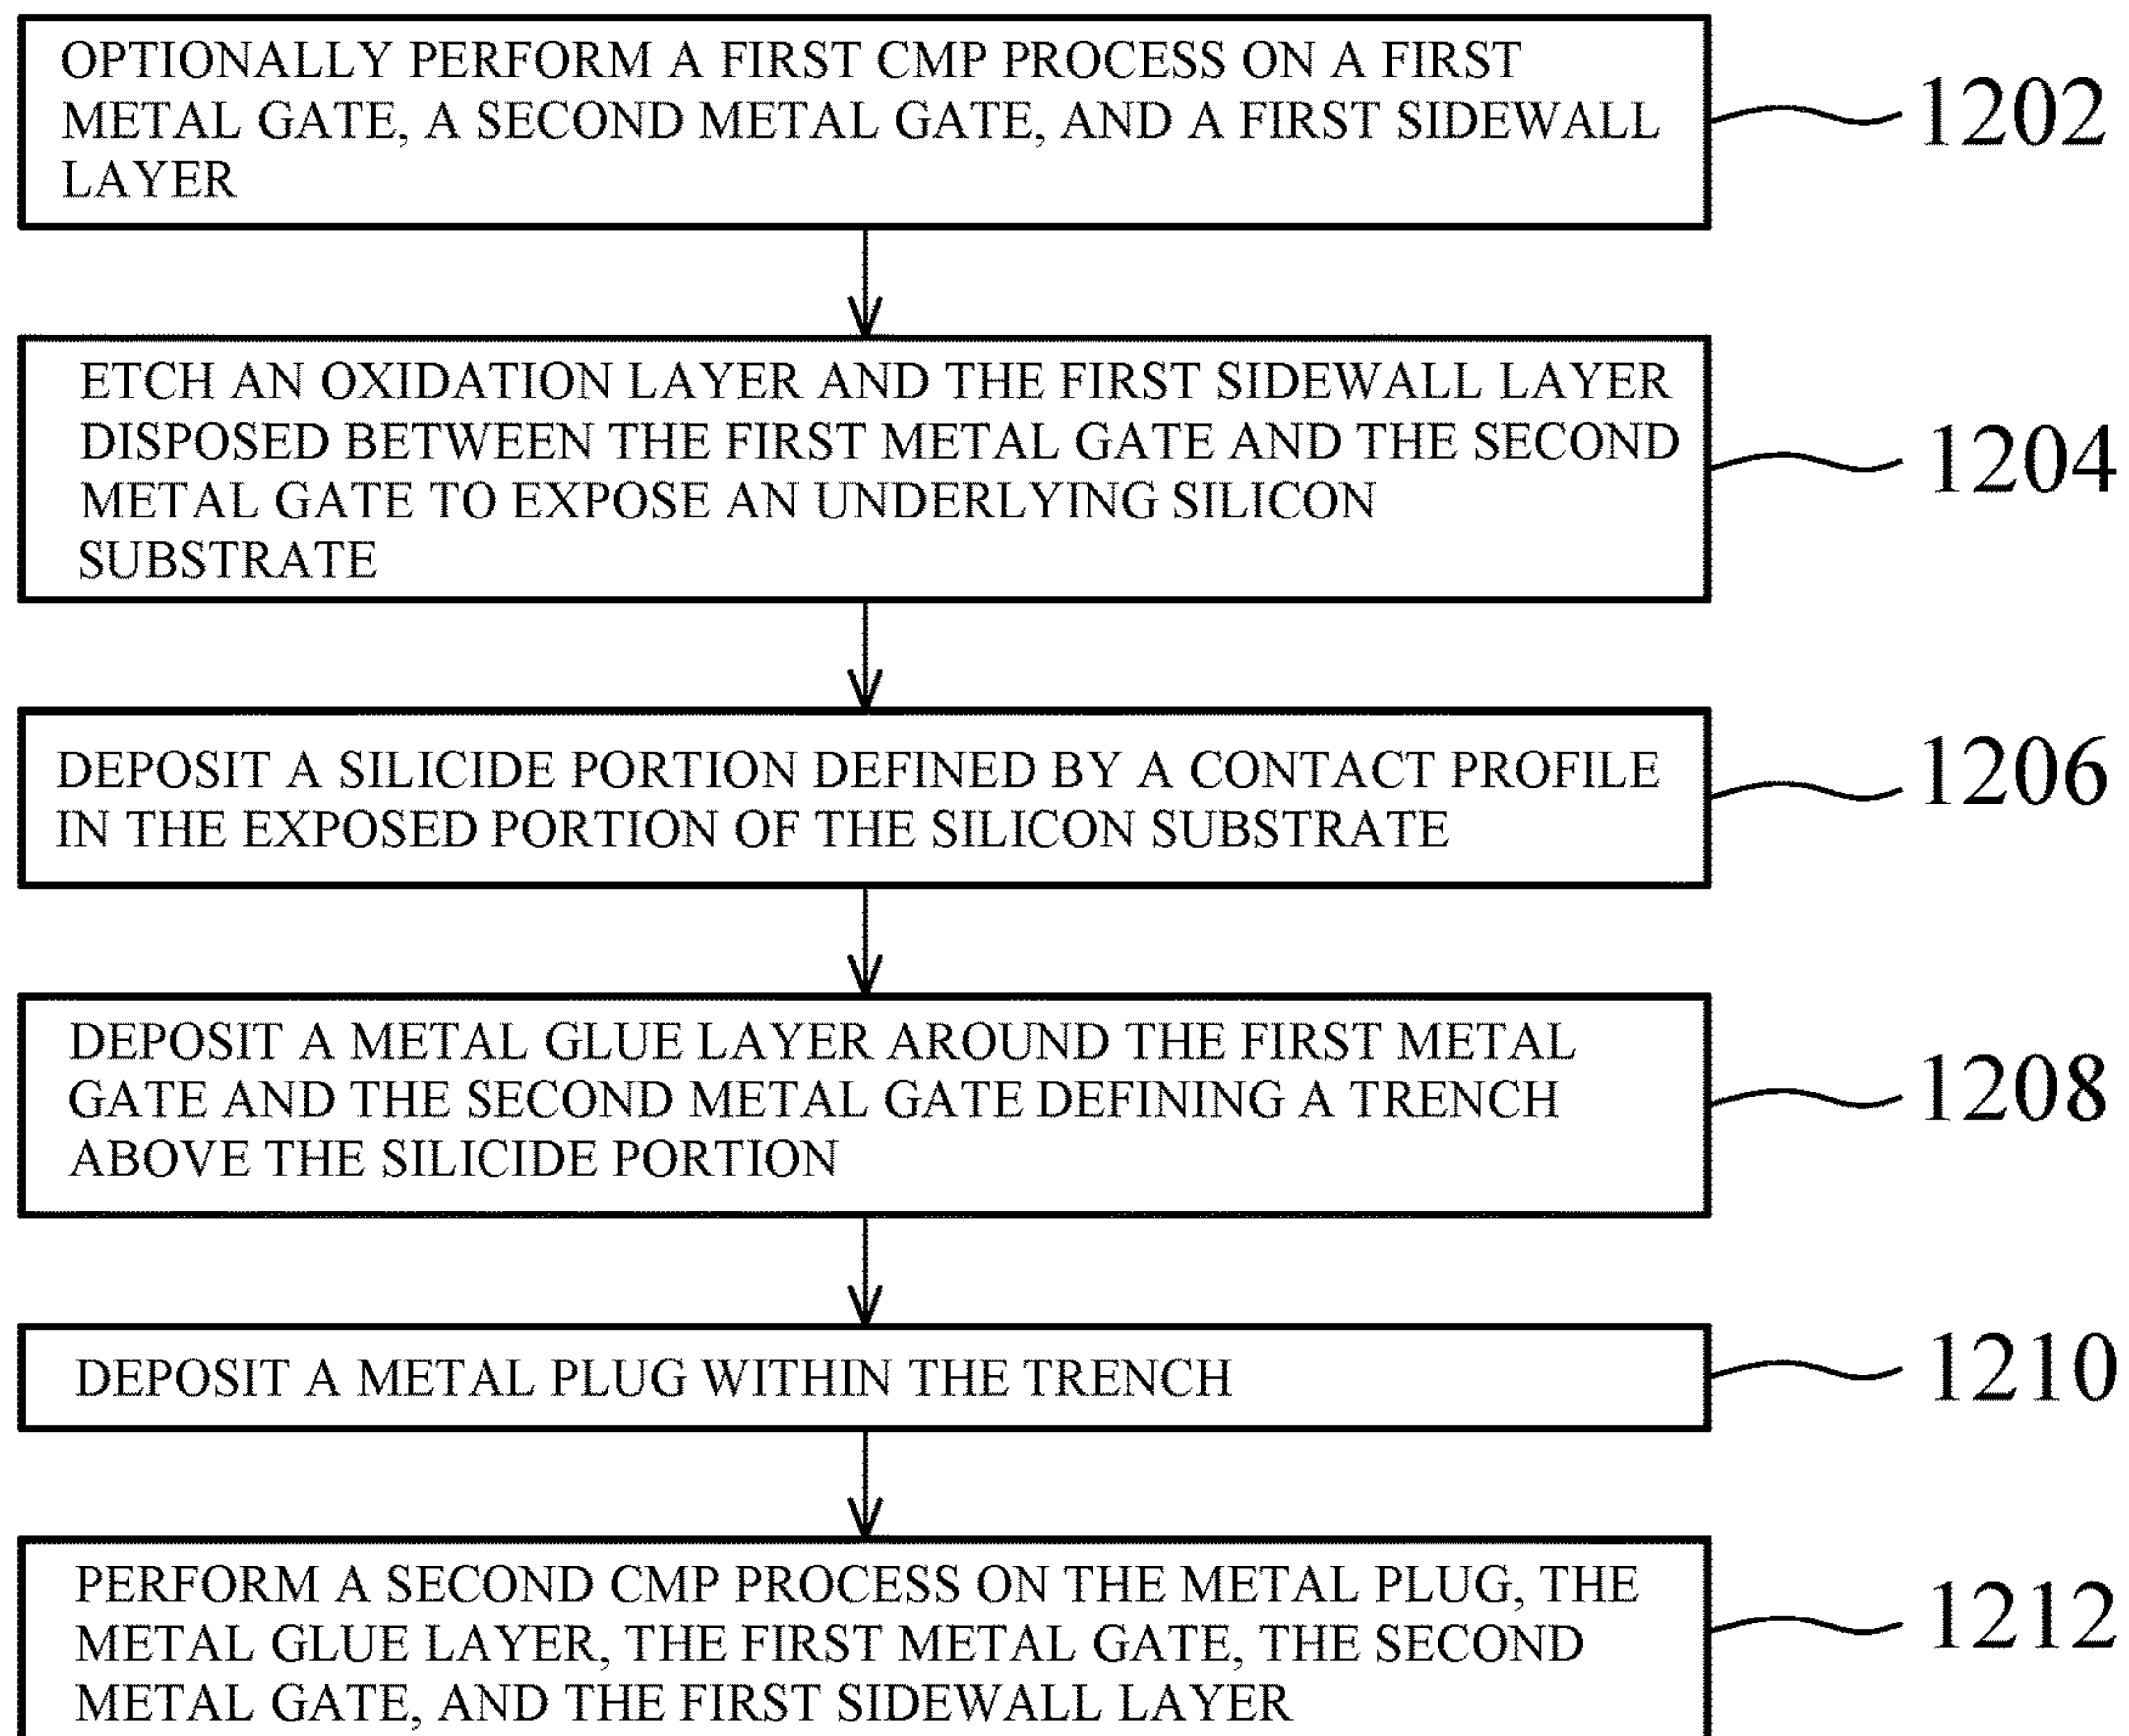 OPTIONALLY PERFORM A FIRST CMP PROCESS ON A FIRST
METAL GATE, A SECOND METAL GATE, AND A FIRST SIDEWALL
LAYER
1202
ETCH AN OXIDATION LAYER AND THE FIRST SIDEWALL LAYER
DISPOSED BETWEEN THE FIRST METAL GATE AND THE SECOND
METAL GATE TO EXPOSE AN UNDERLYING SILICON
SUBSTRATE
1204
DEPOSIT A SILICIDE PORTION DEFINED BY A CONTACT PROFILE
IN THE EXPOSED PORTION OF THE SILICON SUBSTRATE
1206
DEPOSIT A METAL GLUE LAYER AROUND THE FIRST METAL
GATE AND THE SECOND METAL GATE DEFINING A TRENCH
ABOVE THE SILICIDE PORTION
1208
DEPOSIT A METAL PLUG WITHIN THE TRENCH
1210
PERFORM A SECOND CMP PROCESS ON THE METAL PLUG, THE
METAL GLUE LAYER, THE FIRST METAL GATE, THE SECOND
METAL GATE, AND THE FIRST SIDEWALL LAYER
1212